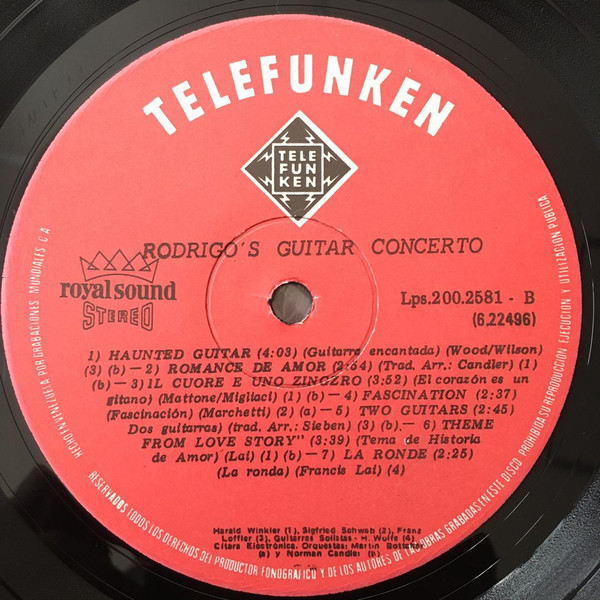 TELEFUNKEN
TELE
FUN
KEN
RODRIGO'S GUITAR CONCERTO
royal sound
STEREO
Lps.200.2581 - B
(6,22496)
1) HAUNTED GUITAR (4:03) (Guitarra encantada) (Wood/Wilson)
(3) (b) — 2) ROMANCE DE AMOR (2:54) (Trad. Arr.: Candler) (1)
(b) — 3) IL CUORE E UNO ZINGERO (3:52) (El corazón es un
gitano) (Mattone/Migliaci) (1) (b) — 4) FASCINATION (2:37)
(Fascinación) (Marchetti) (2) (a) — 5) TWO GUITARS (2:45)
Dos guitarras) (trad. Arr.: Sieben) (3) (b). — 6) THEME
FROM LOVE STORY" (3:39) (Tema de Historia
de Amor) (Lai) (1) (b) — 7) LA RONDE (2:25)
(La ronda) (Francis Lai) (4)
Harald Winkler (1), Sigfried Schwab (2), Franz
Loffler (3), Guitarras Solistas - H. Wulfe (4)
Citara Electrónica. Orquestas: Martin Bottcher
(a) y Norman Candler (b)
HECHO EN VENEZUELA POR GRABACIONES MUNDIALES C.A.
RESERVADOS TODOS LOS DERECHOS DEL PRODUCTOR FONOGRAFICO Y DE LOS AUTORES DE LAS OBRAS GRABADAS EN ESTE DISCO PROHIBIDA SU REPRODUCCION EJECUCION Y UTILIZACION PUBLICA